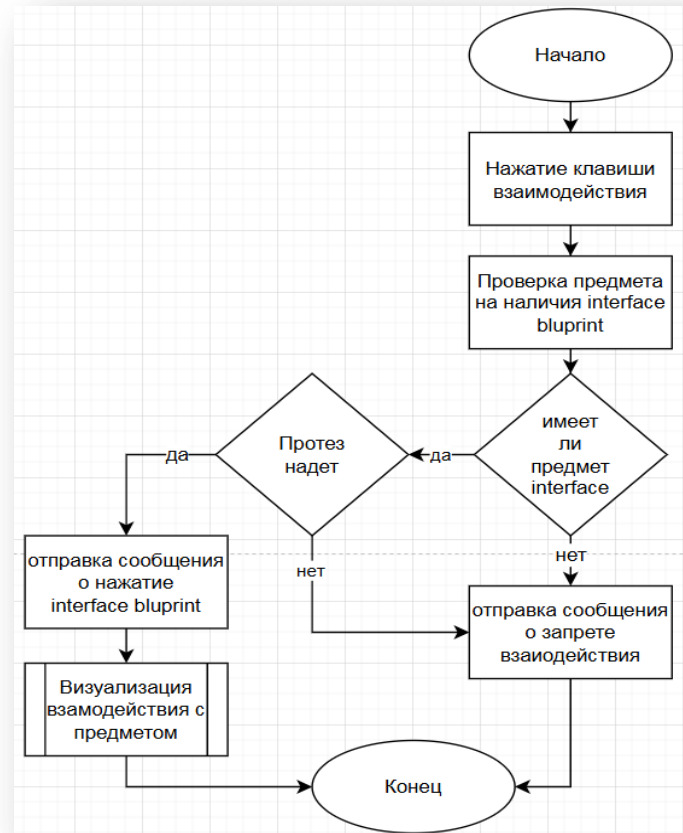 Начало
Нажатие клавиши
взаимодействия
Проверка предмета
на наличия interface
bluprint
имеет
ли
предмет
interface
да
Протез
надет
да
нет
нет
отправка сообщения
о нажатие
interface bluprint
отправка сообщения
о запрете
взаиодействия
Визуализация
взамодействия с
предметом
Конец